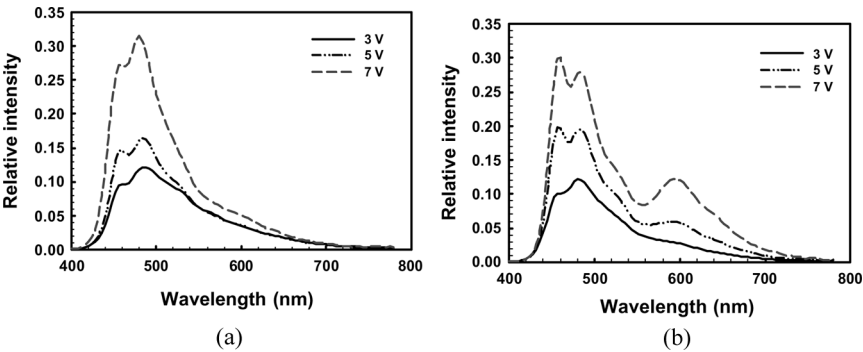 0.35
0.30
0.25
0.20
0.15
0.10
0.05
0.00
Relative intensity
3 V
5 V
7 V
400 500 600 700 800
Wavelength (nm)
(a)
0.35
0.30
0.25
0.20
0.15
0.10
0.05
0.00
Relative intensity
3 V
5 V
7 V
400 500 600 700 800
Wavelength (nm)
(b)